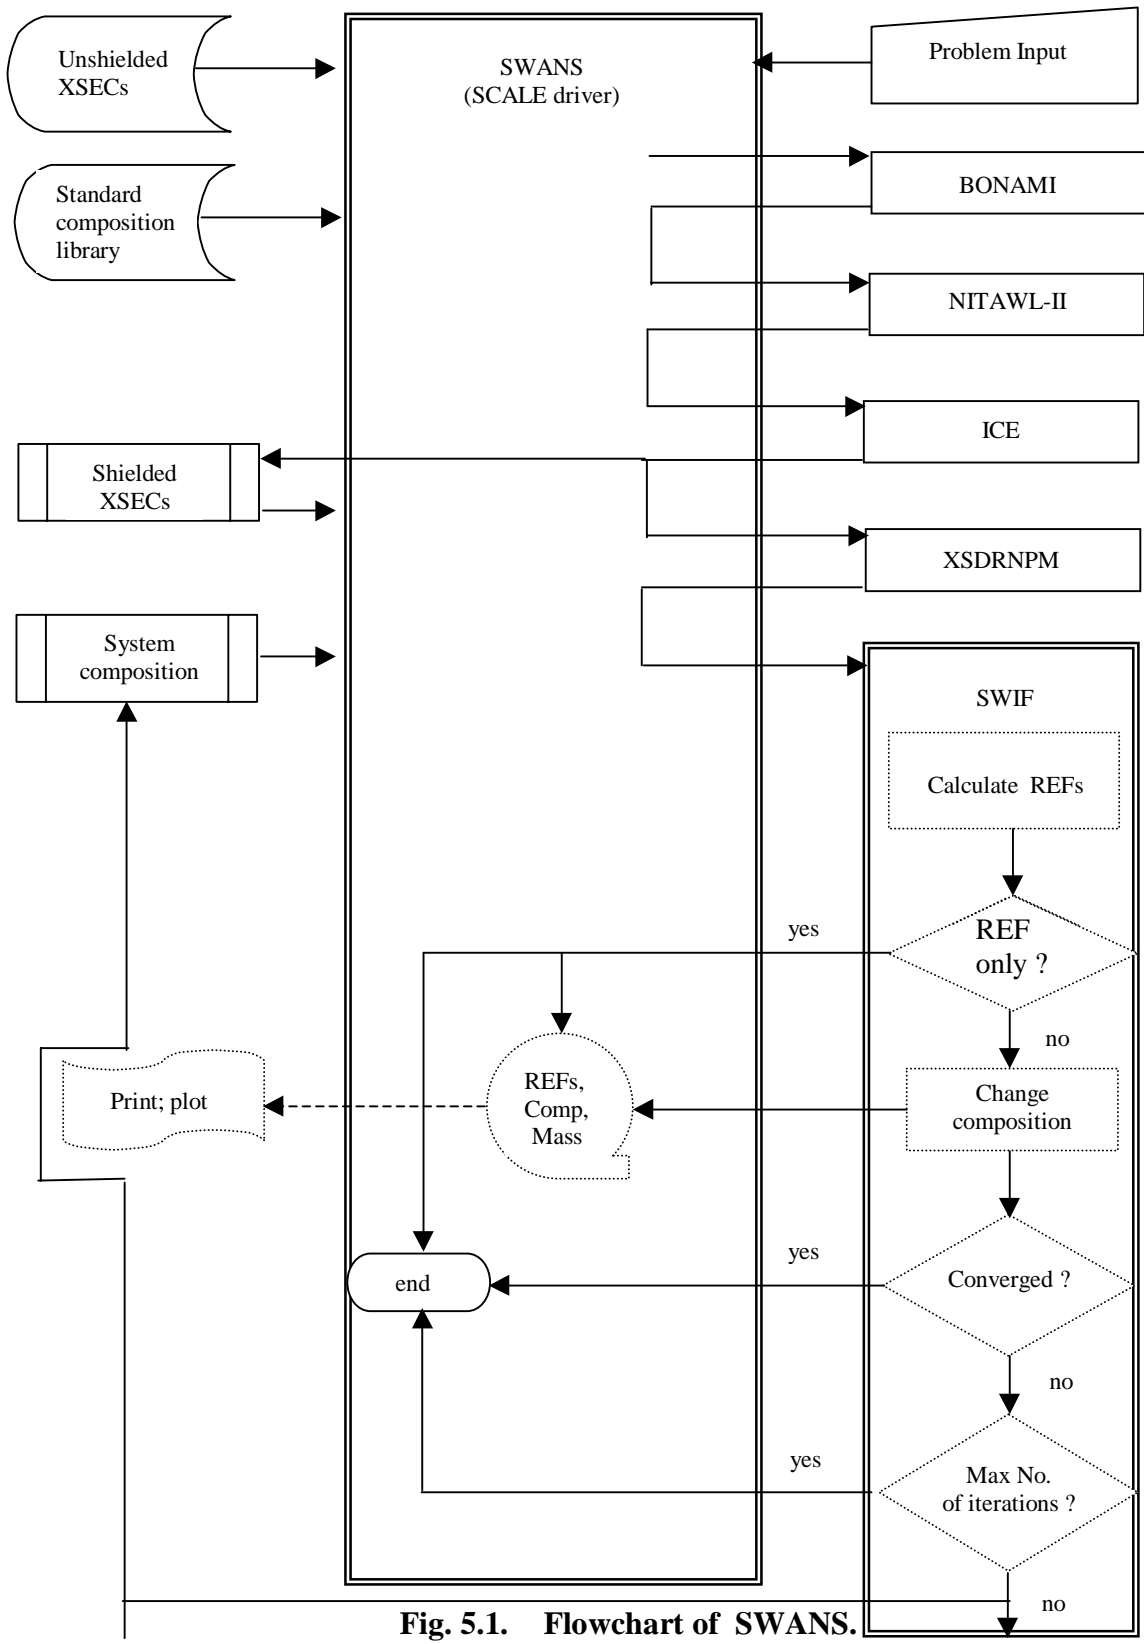 Unshielded
XSECs
SWANS
(SCALE driver)
Problem Input
BONAMI
Standard
composition
library
NITAWL-II
ICE
Shielded
XSECs
XSDRNPM
System
composition
SWIF
Calculate REFs
yes
REF
only ?
no
Print; plot
REFs,
Comp,
Mass
Change
composition
yes
end
Converged ?
no
yes
Max No.
of iterations ?
no
Fig. 5.1. Flowchart of SWANS.